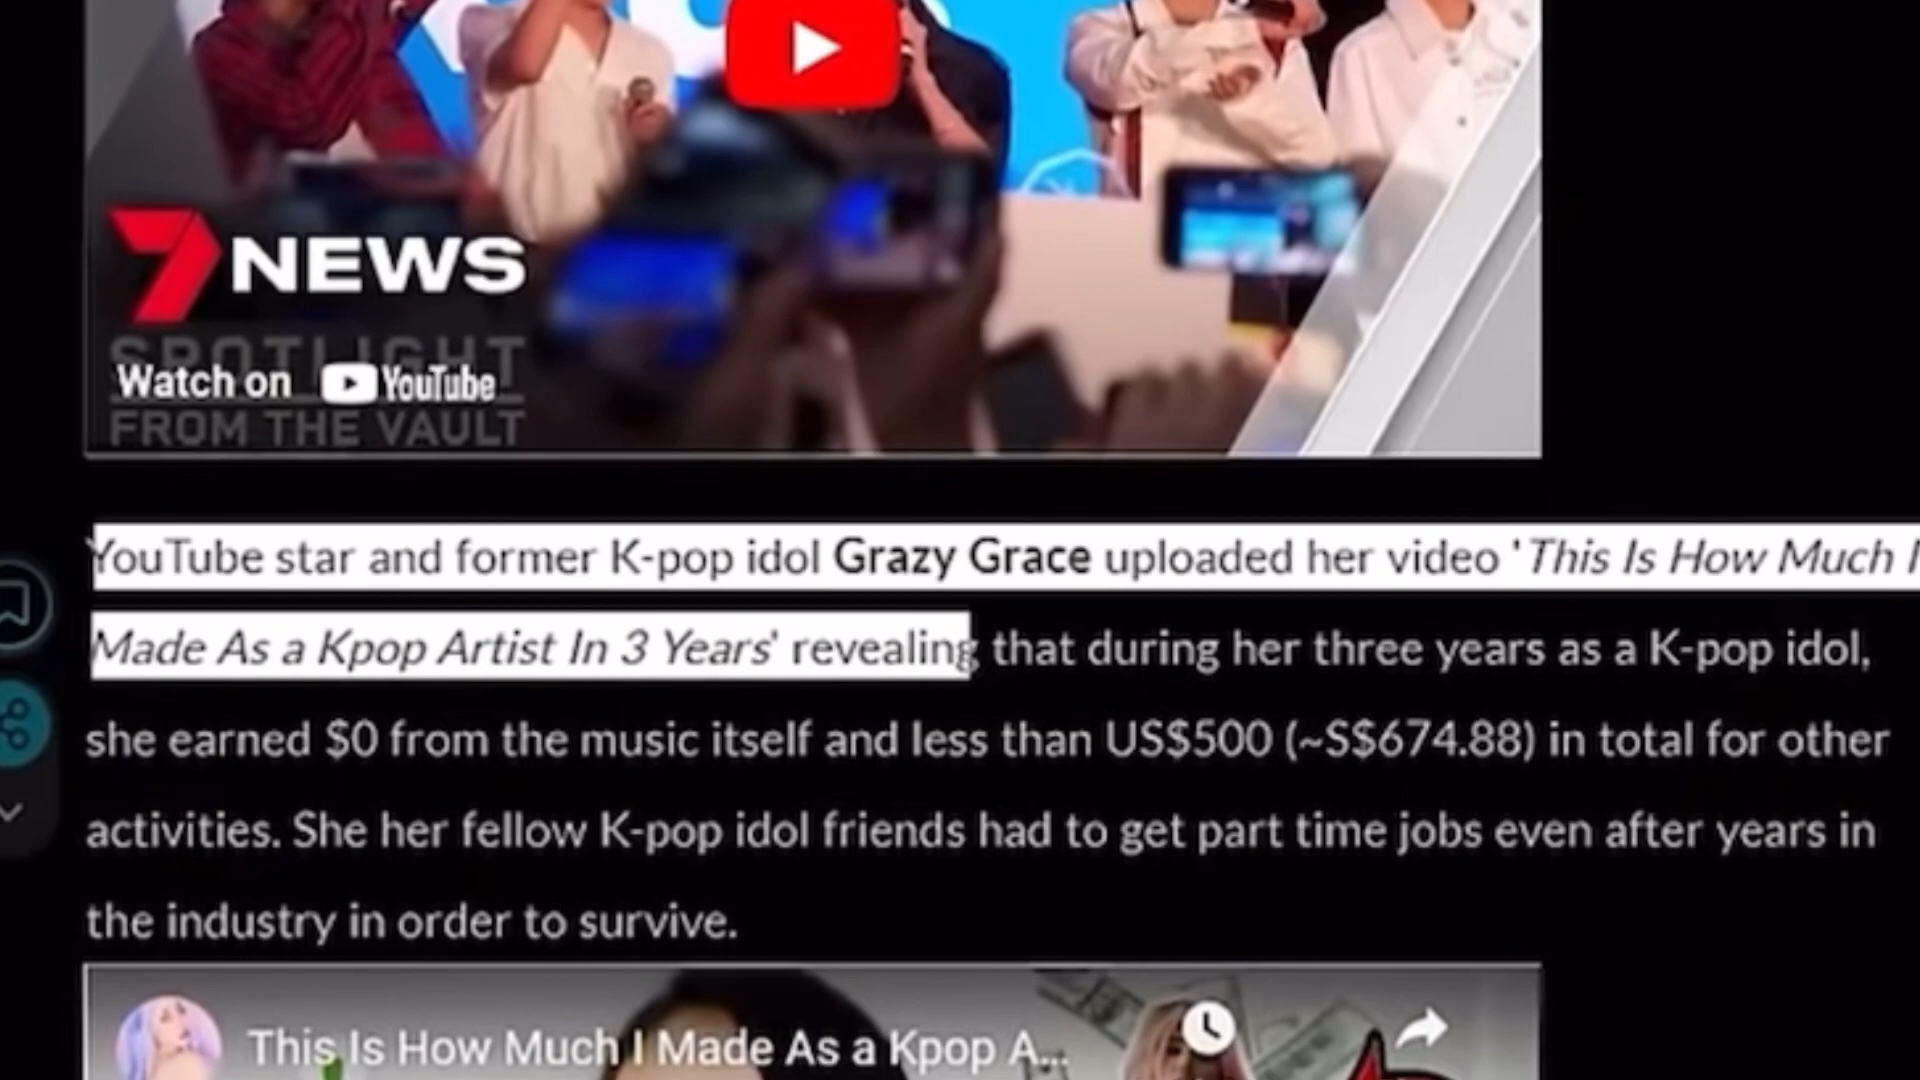 7NEWS
SPOTLIGHT
Watch on YouTube
FROM THE VAULT
YouTube star and former K-pop idol Grazy Grace uploaded her video 'This Is How Much I
Made As a Kpop Artist In 3 Years' revealing that during her three years as a K-pop idol,
she earned $0 from the music itself and less than US$500 (~S$674.88) in total for other
activities. She her fellow K-pop idol friends had to get part time jobs even after years in
the industry in order to survive.
This Is How Much I Made As a Kpop A...